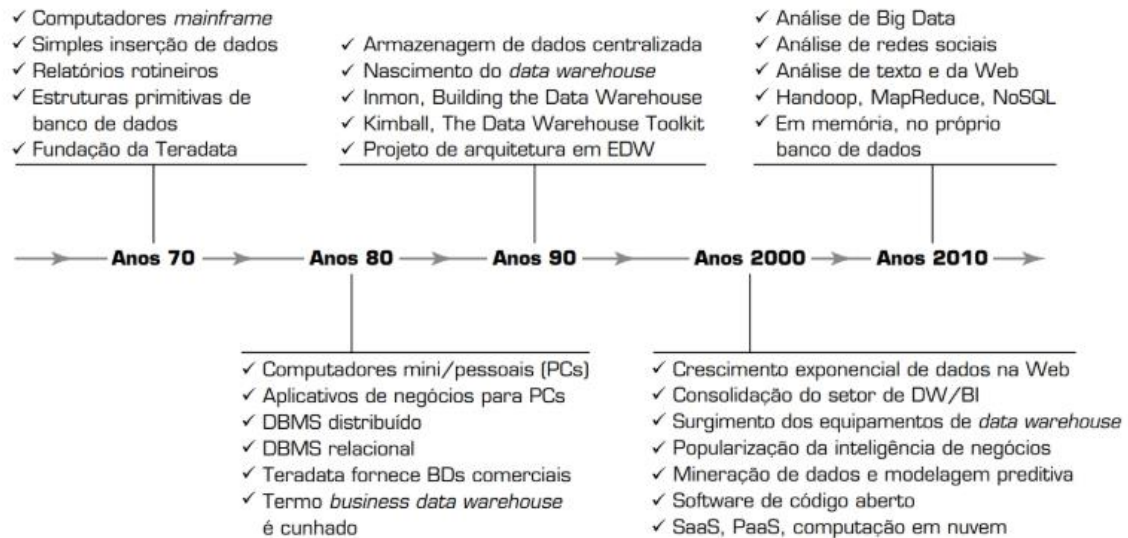 ✓ Computadores mainframe
✓ Simples inserção de dados
✓ Relatórios rotineiros
✓ Estruturas primitivas de
banco de dados
✓ Fundação da Teradata
✓ Armazenagem de dados centralizada
✓ Nascimento do data warehouse
✓ Inmon, Building the Data Warehouse
✓ Kimball, The Data Warehouse Toolkit
✓ Projeto de arquitetura em EDW
✓ Análise de Big Data
✓ Análise de redes sociais
✓ Análise de texto e da Web
✓ Handoop, MapReduce, NoSQL
✓ Em memória, no próprio
banco de dados
Anos 70
Anos 80
Anos 90
Anos 2000
Anos 2010
✓ Computadores mini/pessoais (PCs)
✓ Aplicativos de negócios para PCs
✓ DBMS distribuído
✓ DBMS relacional
✓ Teradata fornece BDs comerciais
✓ Termo business data warehouse
é cunhado
✓ Crescimento exponencial de dados na Web
✓ Consolidação do setor de DW/BI
✓ Surgimento dos equipamentos de data warehouse
✓ Popularização da inteligência de negócios
✓ Mineração de dados e modelagem preditiva
✓ Software de código aberto
✓ SaaS, PaaS, computação em nuvem